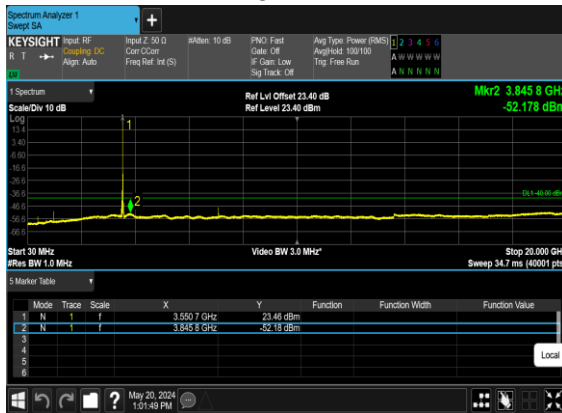 Spectrum Analyzer 1
Swept SA
+
KEYSIGHT Input: RF Input Z: 50 Ω #Atten: 10 dB PNO: Fast Avg Type: Power (RMS) 1 2 3 4 5 6
R T Coupling: DC Corr CCorr Gate: Off Avg|Hold: 100/100 A W W W W W
Align: Auto Freq Ref: Int (S) IF Gain: Low Trig: Free Run
Sig Track: Off A N N N N N
1 Spectrum Ref Lvl Offset 23.40 dB Mkr2 3.845 8 GHz
Scale/Div 10 dB Ref Level 23.40 dBm -52.178 dBm
Log
13.4
3.40
-6.60
-16.6
-26.6
-36.6
-46.6
-56.6
-66.6
1
2
DL1 -40.00 dBm
Start 30 MHz Video BW 3.0 MHz* Stop 20.000 GHz
#Res BW 1.0 MHz Sweep 34.7 ms (40001 pts)
5 Marker Table
Mode Trace Scale X Y Function Function Width Function Value
1 N 1 f 3.550 7 GHz 23.46 dBm
2 N 1 f 3.845 8 GHz -52.18 dBm
3
4
5
6
Local
? May 20, 2024
1:01:49 PM